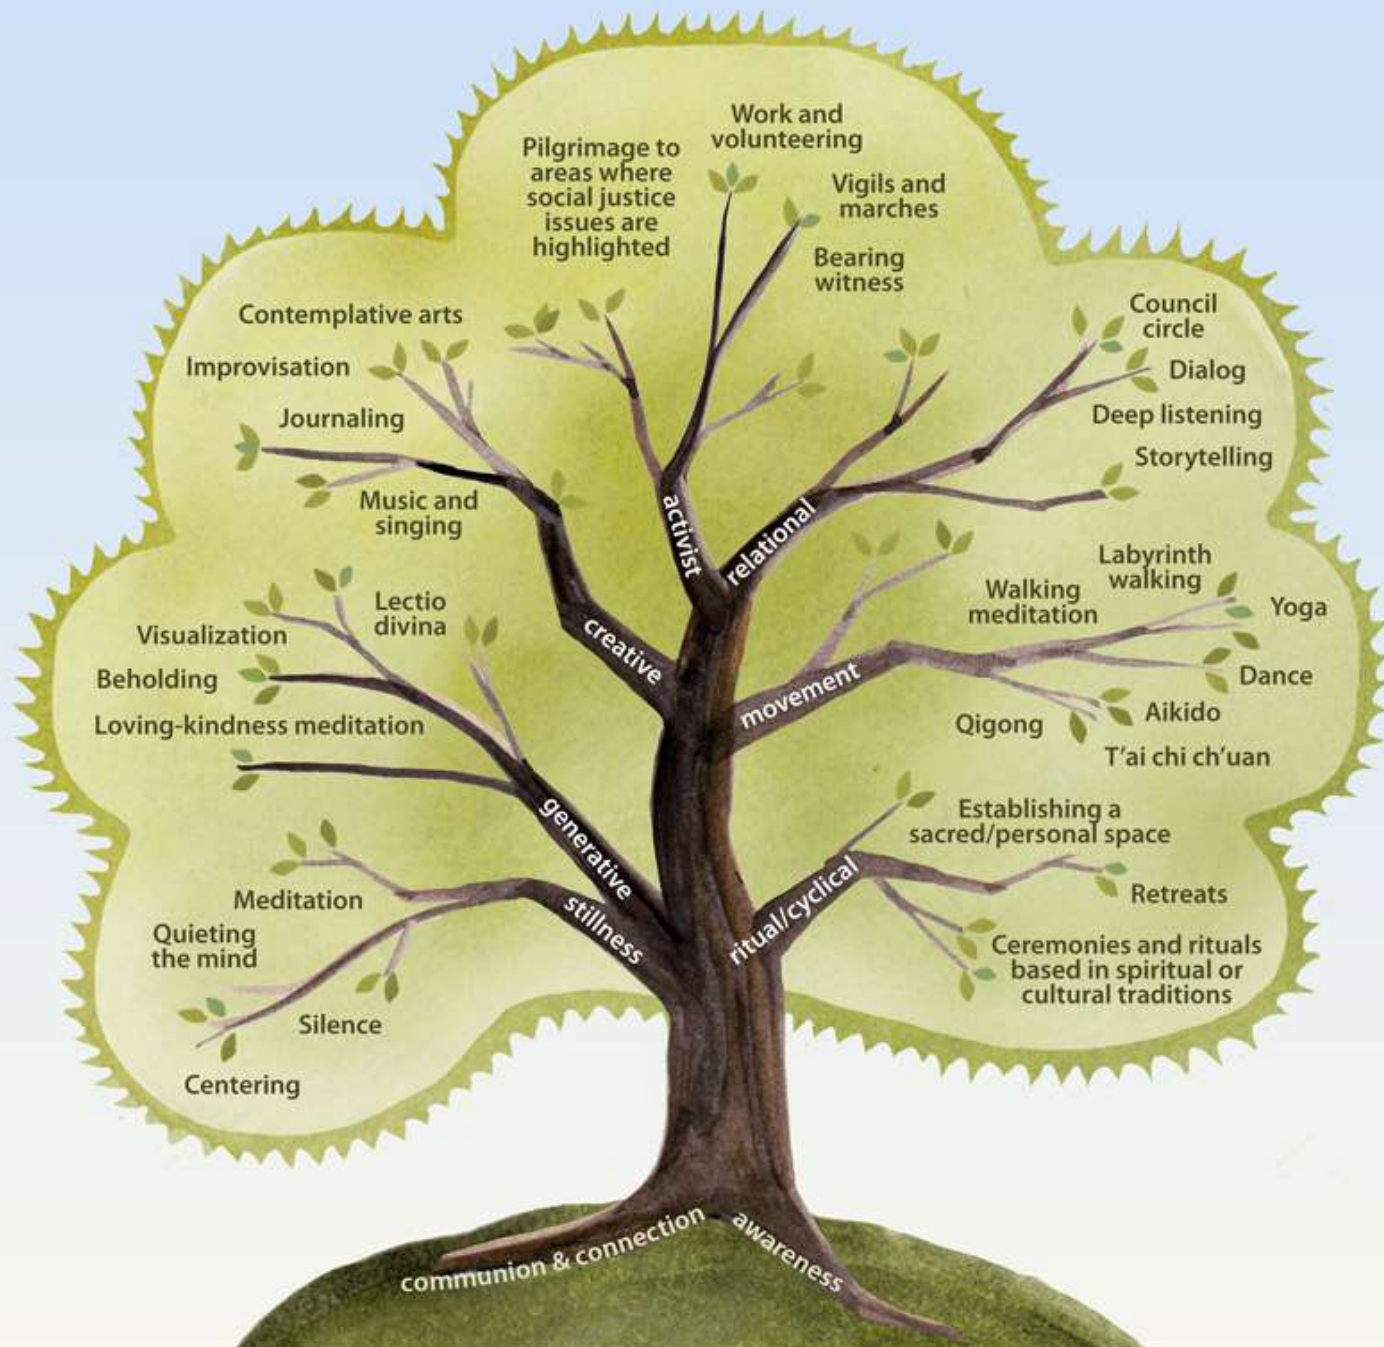 Work and
volunteering
Pilgrimage to
areas where
social justice
issues are
highlighted
Vigils and
marches
Bearing
witness
Contemplative arts
Improvisation
Journaling
Music and
singing
Council
circle
Dialog
Deep listening
Storytelling
activist
relational
Lectio
divina
Visualization
Beholding
Loving-kindness meditation
creative
movement
Labyrinth
walking
Walking
meditation
Yoga
Dance
Aikido
Qigong
T'ai chi ch'uan
generative
stillness
Meditation
Quieting
the mind
Silence
Centering
ritual/cyclical
Establishing a
sacred/personal space
Retreats
Ceremonies and rituals
based in spiritual or
cultural traditions
communion & connection
awareness